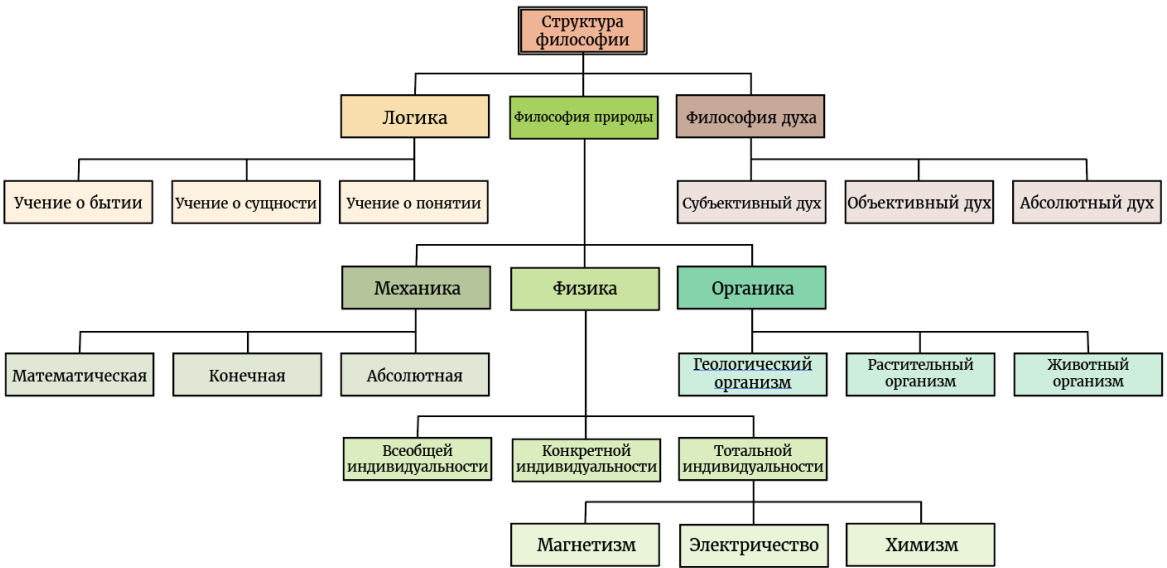 Структура
философии
Логика
Философия природы
Философия духа
Учение о бытии
Учение о сущности
Учение о понятии
Субъективный дух
Объективный дух
Абсолютный дух
Механика
Физика
Органика
Математическая
Конечная
Абсолютная
Геологический
организм
Растительный
организм
Животный
организм
Всеобщей
индивидуальности
Конкретной
индивидуальности
Тотальной
индивидуальности
Магнетизм
Электричество
Химизм